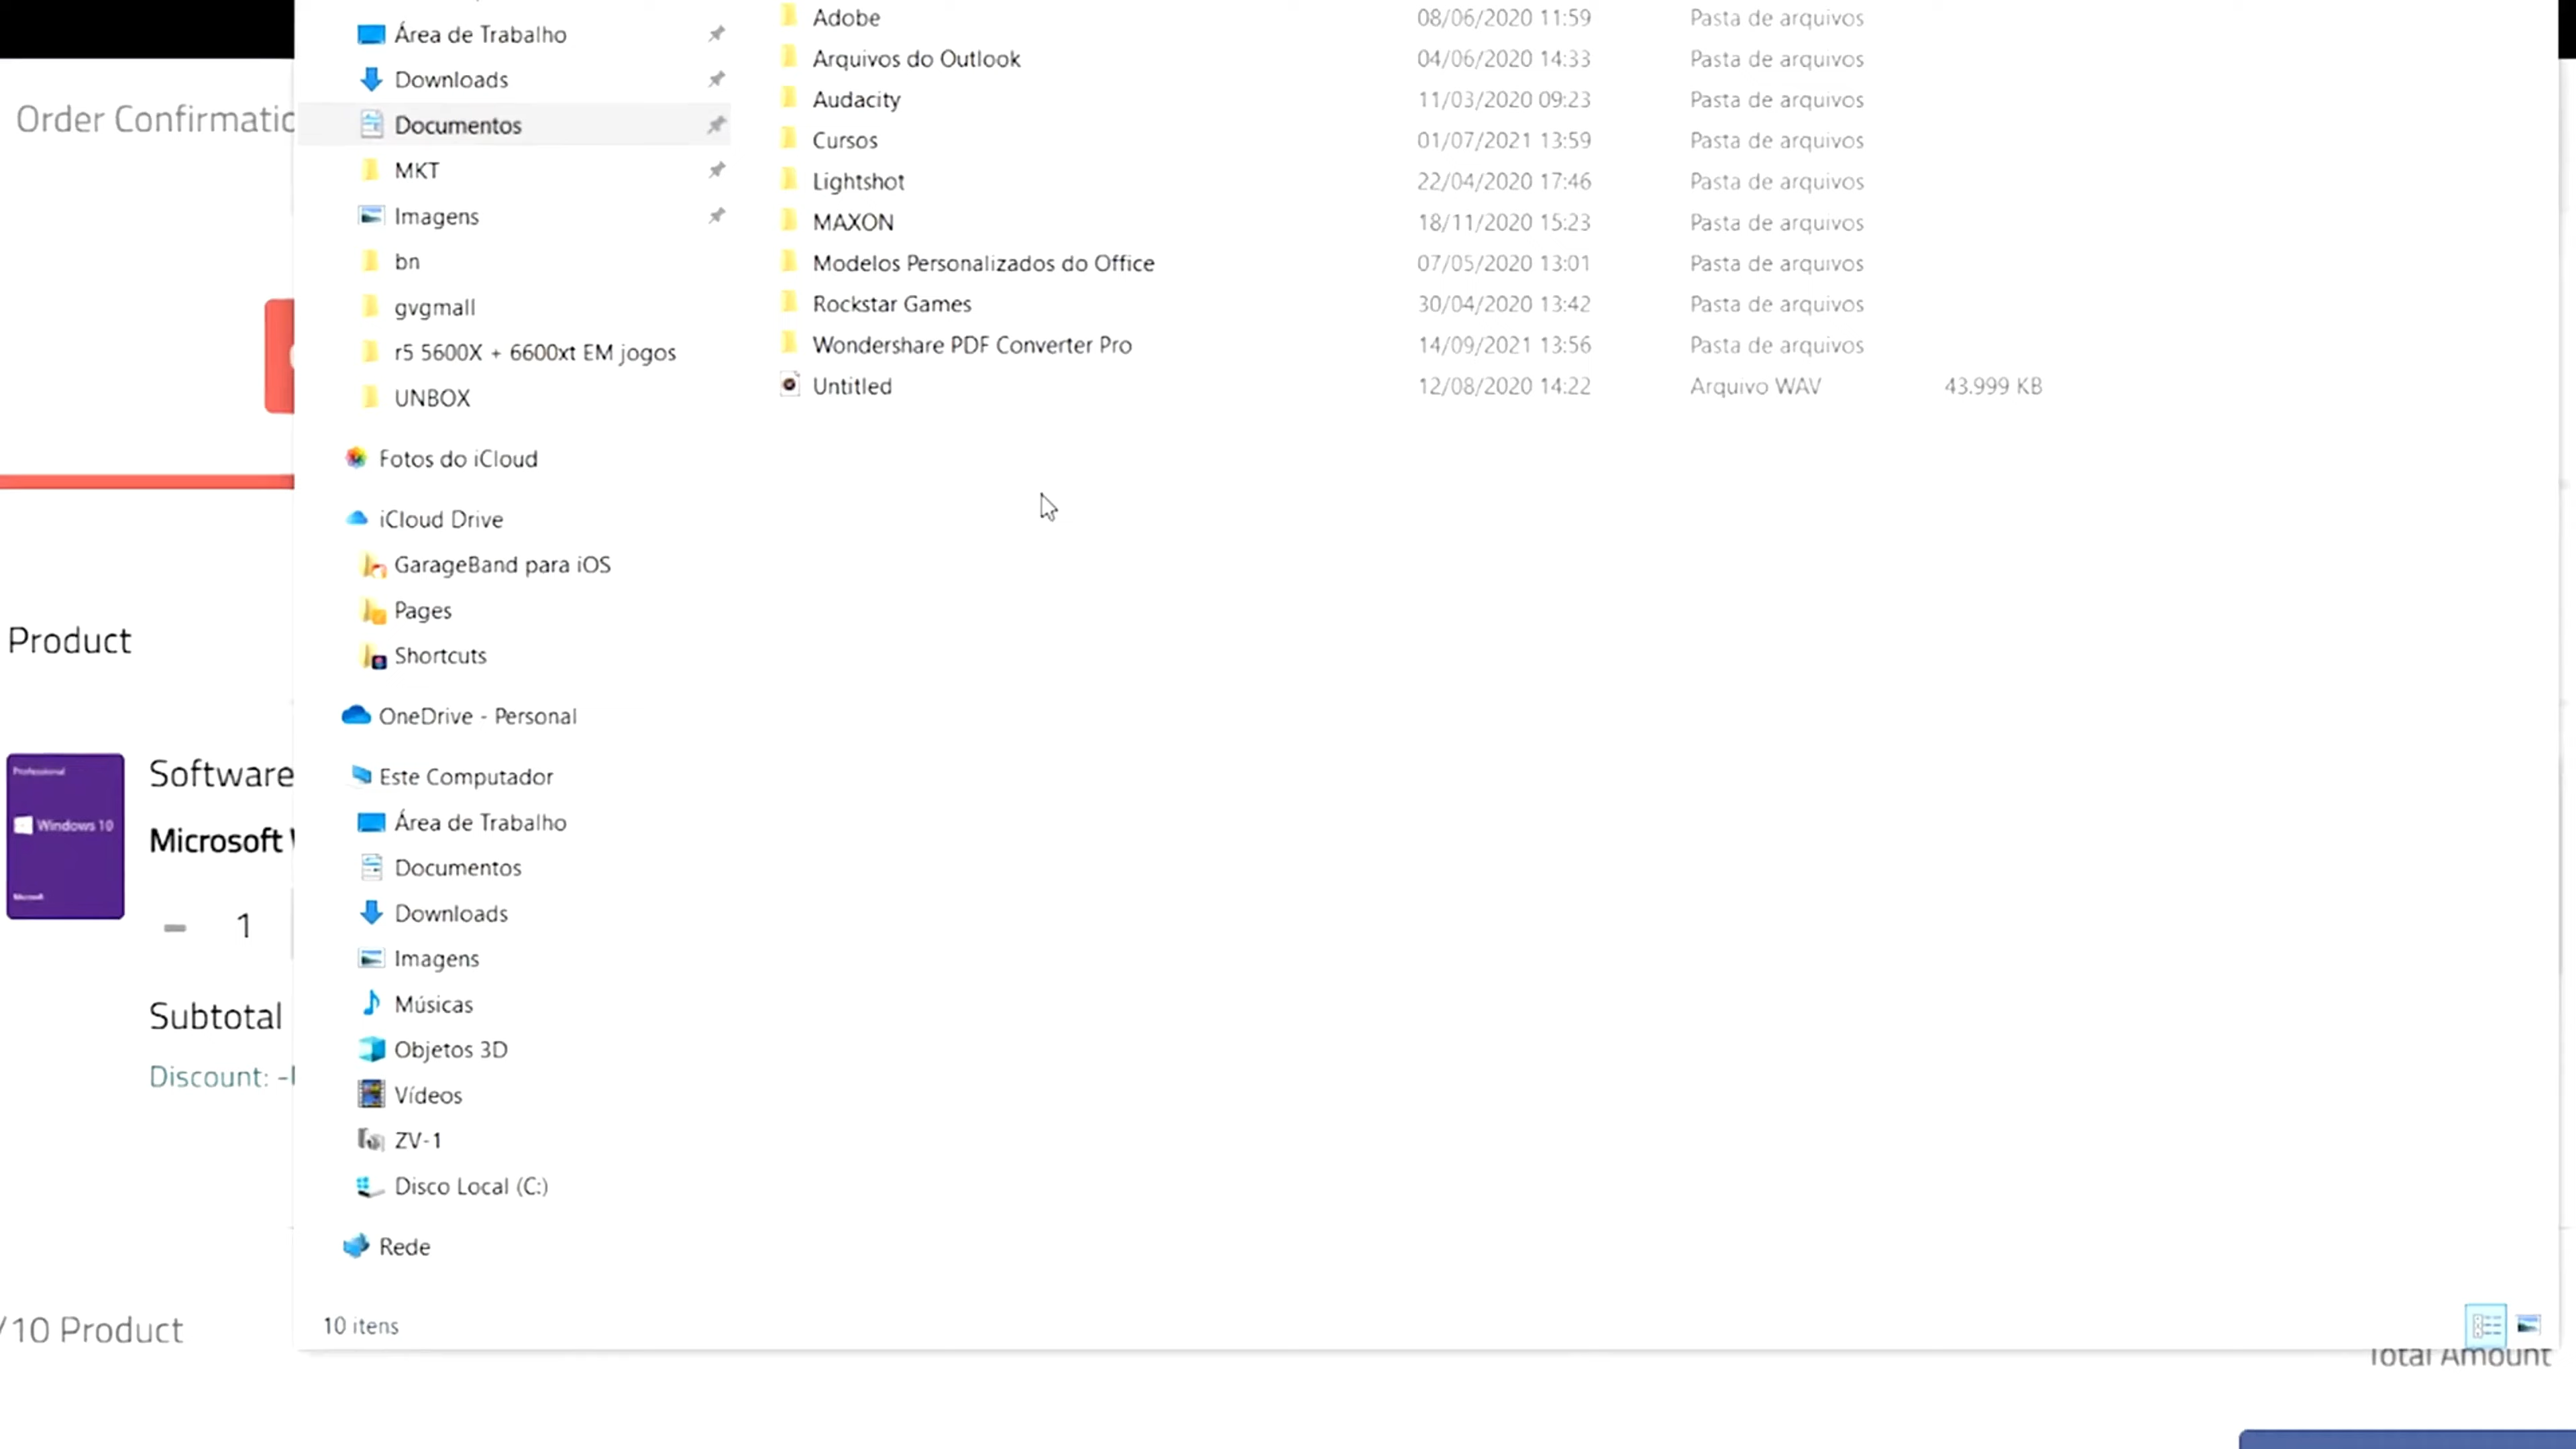 Order Confirmatio
Product
Professional
Windows 10
Microsoft
Software
Microsoft
1
Subtotal
Discount: -
/10 Product
Área de Trabalho
Downloads
Documentos
MKT
Imagens
bn
gvgmall
r5 5600X + 6600xt EM jogos
UNBOX
Fotos do iCloud
iCloud Drive
GarageBand para iOS
Pages
Shortcuts
OneDrive - Personal
Este Computador
Área de Trabalho
Documentos
Downloads
Imagens
Músicas
Objetos 3D
Vídeos
ZV-1
Disco Local (C:)
Rede
10 itens
Adobe 08/06/2020 11:59 Pasta de arquivos
Arquivos do Outlook 04/06/2020 14:33 Pasta de arquivos
Audacity 11/03/2020 09:23 Pasta de arquivos
Cursos 01/07/2021 13:59 Pasta de arquivos
Lightshot 22/04/2020 17:46 Pasta de arquivos
MAXON 18/11/2020 15:23 Pasta de arquivos
Modelos Personalizados do Office 07/05/2020 13:01 Pasta de arquivos
Rockstar Games 30/04/2020 13:42 Pasta de arquivos
Wondershare PDF Converter Pro 14/09/2021 13:56 Pasta de arquivos
Untitled 12/08/2020 14:22 Arquivo WAV 43.999 KB
Total Amount